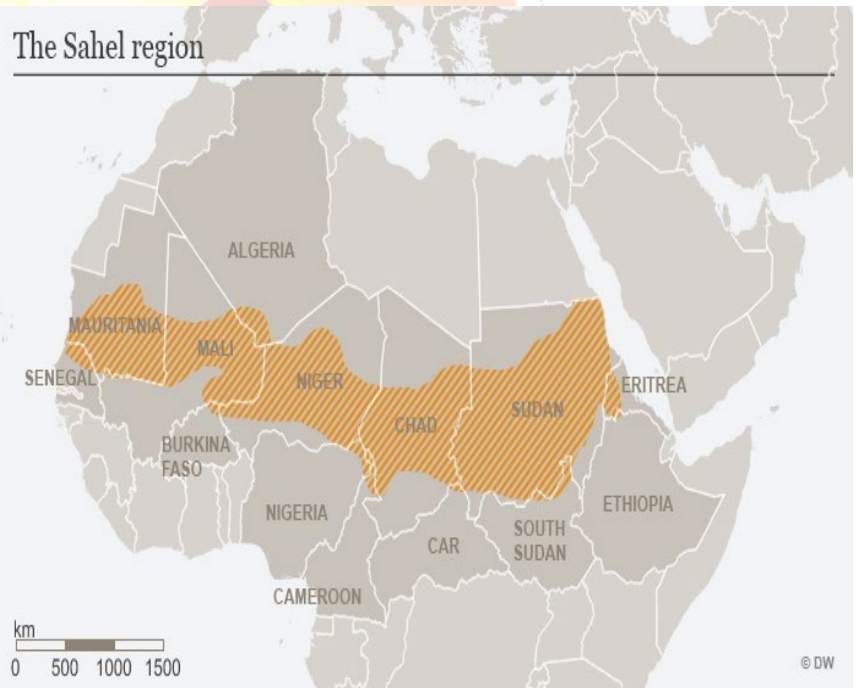 The Sahel region
ALGERIA
MAURITANIA
MALI
NIGER
SENEGAL
CHAD
SUDAN
ERITREA
BURKINA
FASO
NIGERIA
ETHIOPIA
SOUTH
SUDAN
CAR
CAMEROON
km
0 500 1000 1500
© DW